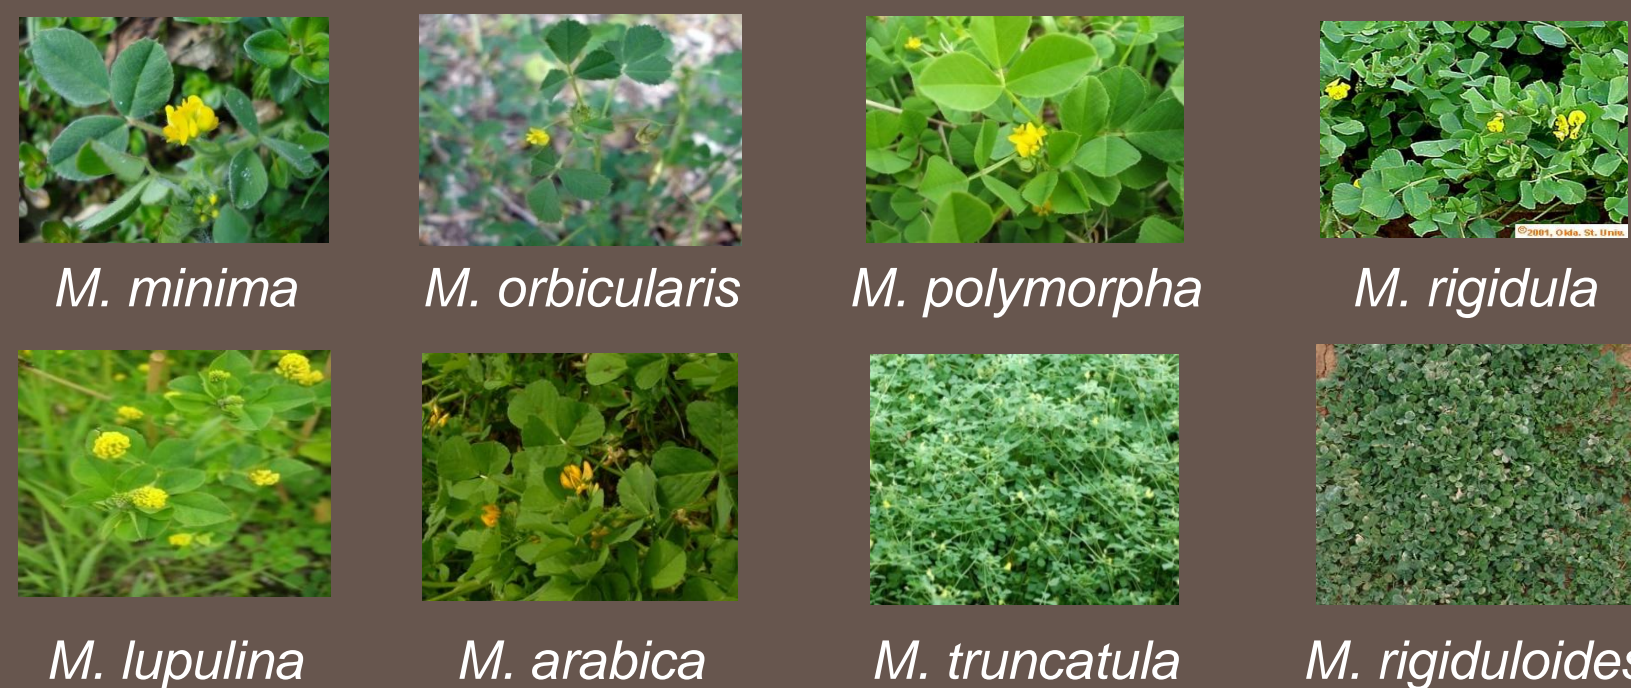 ©2001, Okla. St. Univ.
M. minima
M. orbicularis
M. polymorpha
M. rigidula
M. lupulina
M. arabica
M. truncatula
M. rigiduloides